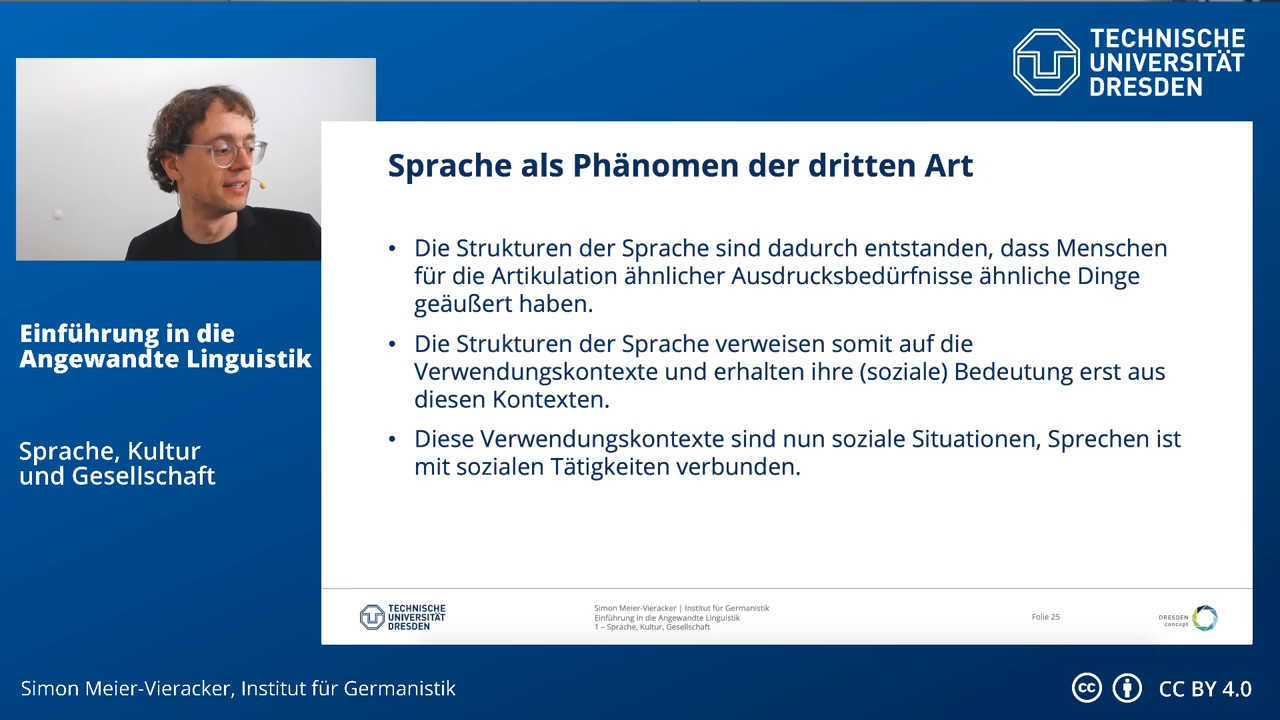 TECHNISCHE
UNIVERSITÄT
DRESDEN
Sprache als Phänomen der dritten Art
• Die Strukturen der Sprache sind dadurch entstanden, dass Menschen
für die Artikulation ähnlicher Ausdrucksbedürfnisse ähnliche Dinge
geäußert haben.
• Die Strukturen der Sprache verweisen somit auf die
Verwendungskontexte und erhalten ihre (soziale) Bedeutung erst aus
diesen Kontexten.
• Diese Verwendungskontexte sind nun soziale Situationen, Sprechen ist
mit sozialen Tätigkeiten verbunden.
Einführung in die
Angewandte Linguistik
Sprache, Kultur
und Gesellschaft
TECHNISCHE
UNIVERSITÄT
DRESDEN
Simon Meier-Vieracker | Institut für Germanistik
Einführung in die Angewandte Linguistik
1 – Sprache, Kultur, Gesellschaft
Folie 25
DRESDEN
concept
Simon Meier-Vieracker, Institut für Germanistik
cc
CC BY 4.0